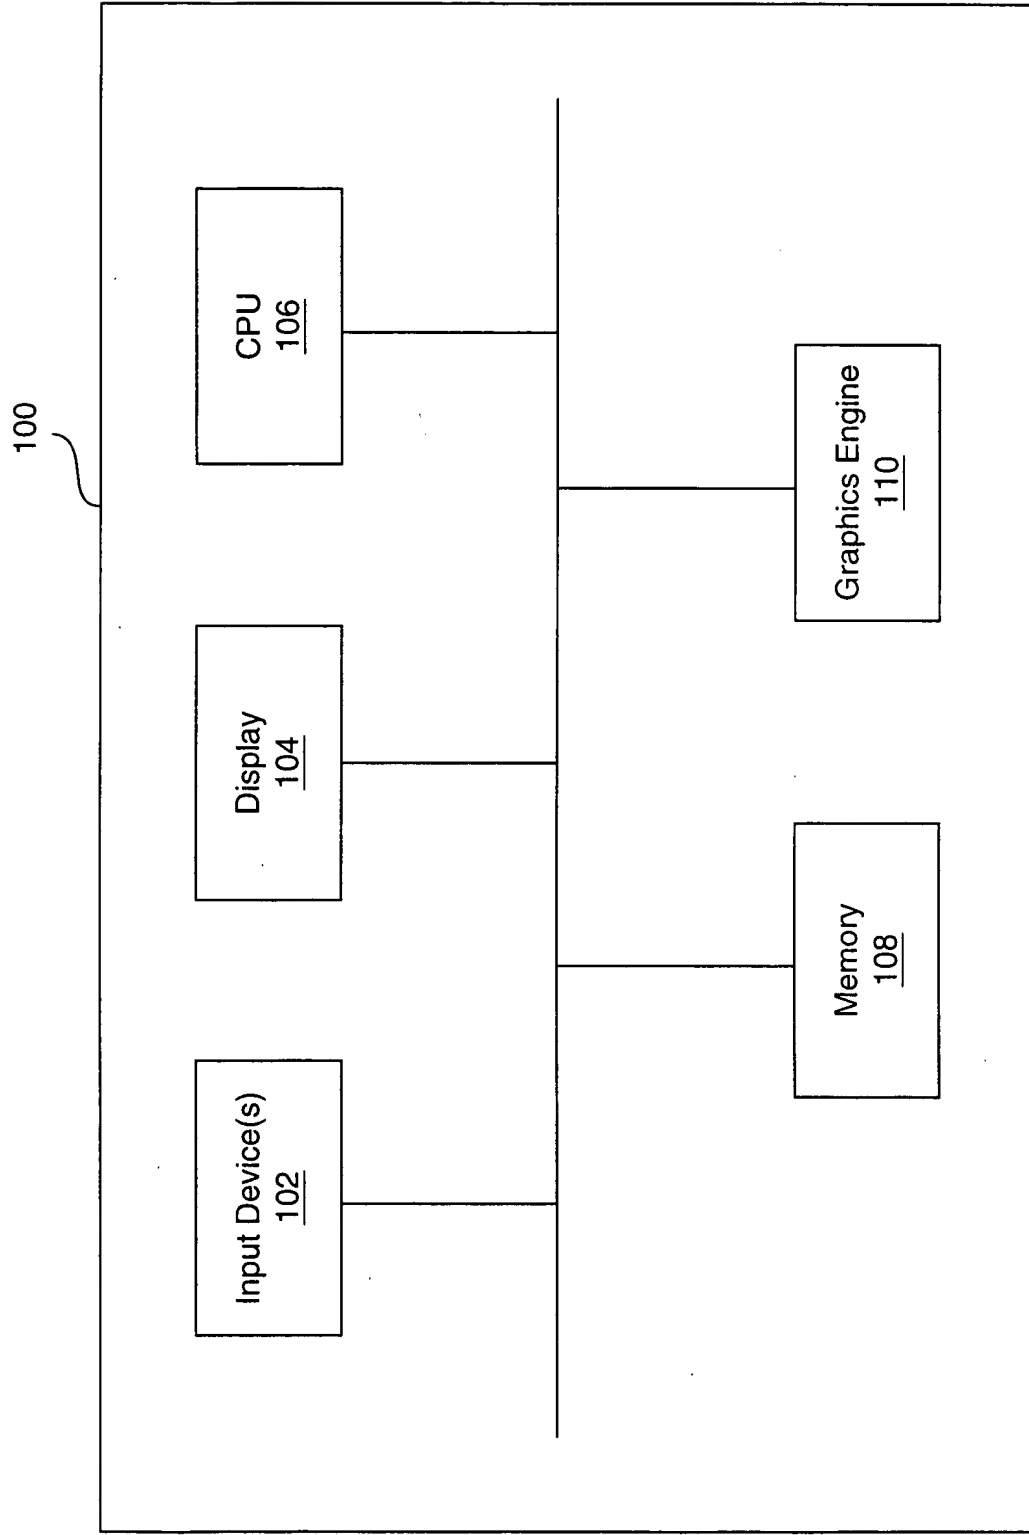 100
Input Device(s)
102
Display
104
CPU
106
Memory
108
Graphics Engine
110